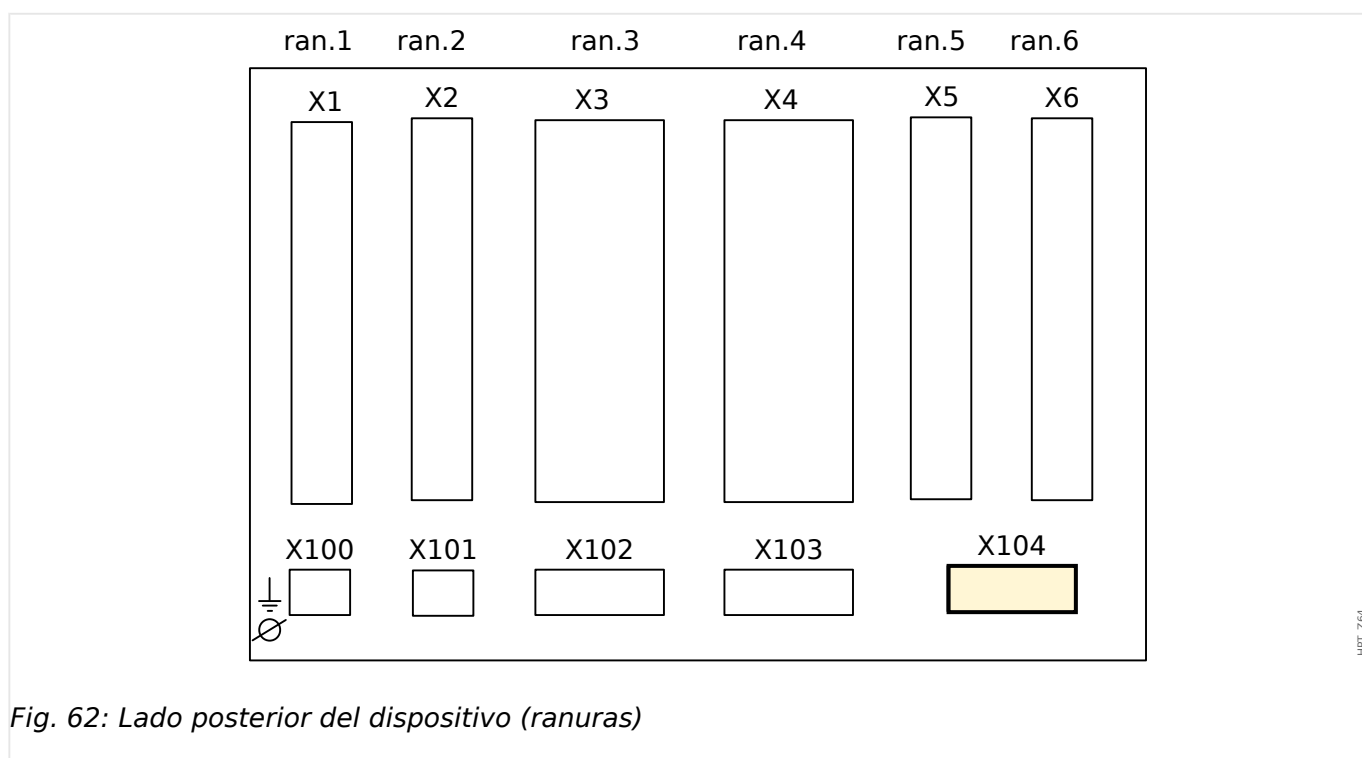 ran.1 ran.2 ran.3 ran.4 ran.5 ran.6
X1 X2 X3 X4 X5 X6
X100 X101 X102 X103 X104
HPT_Z64
Fig. 62: Lado posterior del dispositivo (ranuras)